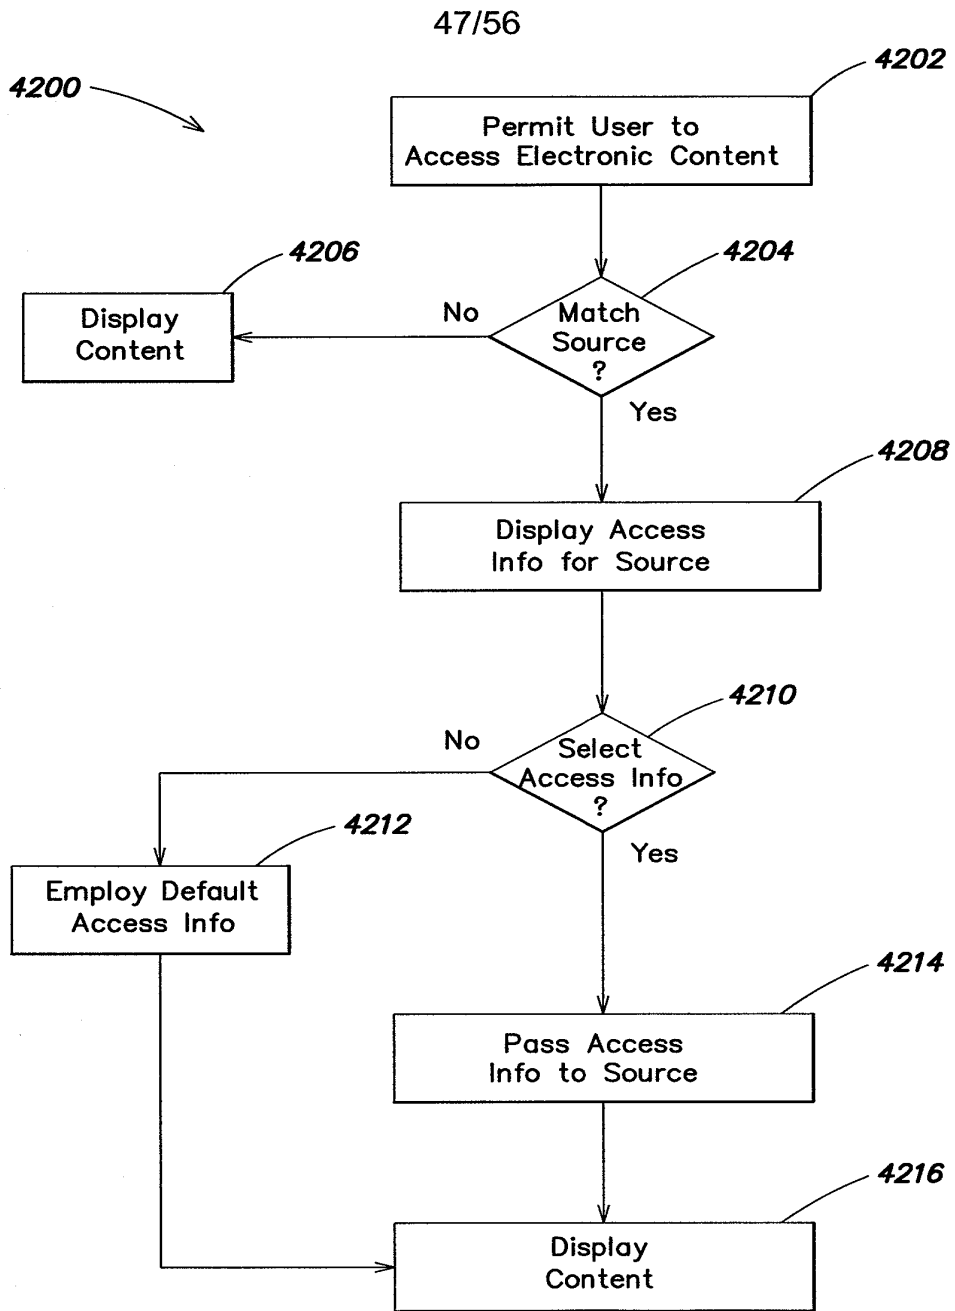 47/56
4200
4202
Permit User to
Access Electronic Content
4206
4204
Display
Content
No
Match
Source
?
Yes
4208
Display Access
Info for Source
4210
No
Select
Access Info
?
4212
Yes
Employ Default
Access Info
4214
Pass Access
Info to Source
4216
Display
Content